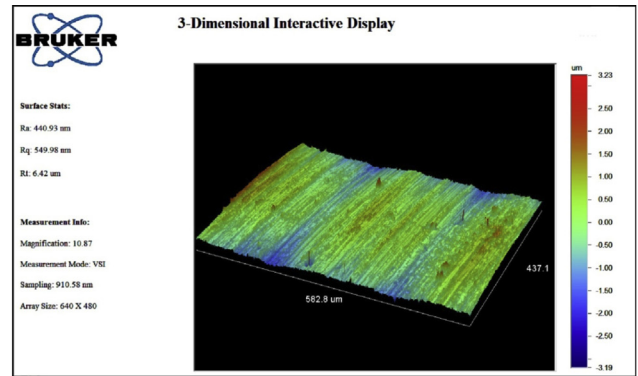 BRUKER
3-Dimensional Interactive Display
Surface Stats:
Ra: 440.93 nm
Rq: 549.98 nm
Rt: 6.42 um
Measurement Info:
Magnification: 10.87
Measurement Mode: VSI
Sampling: 910.58 nm
Array Size: 640 X 480
582.8 um
437.1
um
3.23
2.50
2.00
1.50
1.00
0.50
0.00
-0.50
-1.00
-1.50
-2.00
-2.50
-3.19